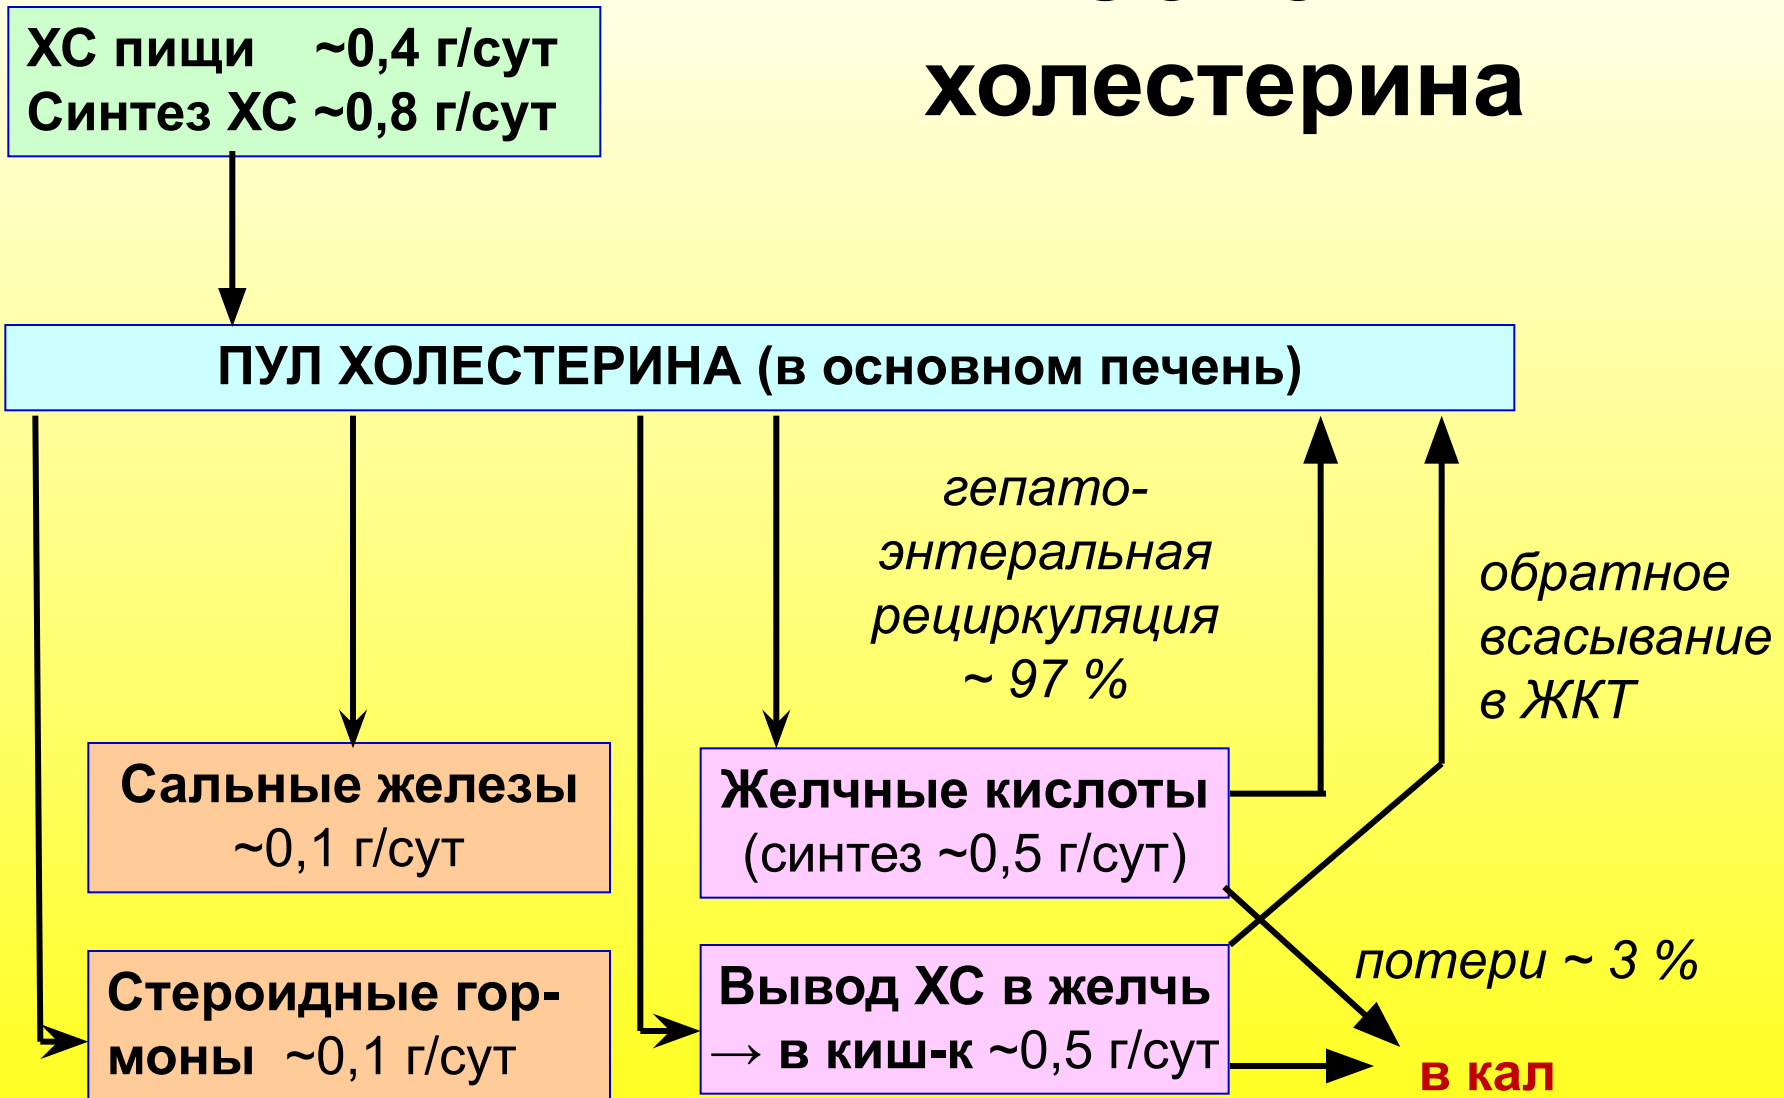 холестерина
ХС пищи ~0,4 г/сут
Синтез ХС ~0,8 г/сут
ПУЛ ХОЛЕСТЕРИНА (в основном печень)
гепато-
энтеральная
рециркуляция
~ 97 %
обратное
всасывание
в ЖКТ
Сальные железы
~0,1 г/сут
Желчные кислоты
(синтез ~0,5 г/сут)
Стероидные гор-
моны ~0,1 г/сут
Вывод ХС в желчь
→ в киш-к ~0,5 г/сут
потери ~ 3 %
в кал